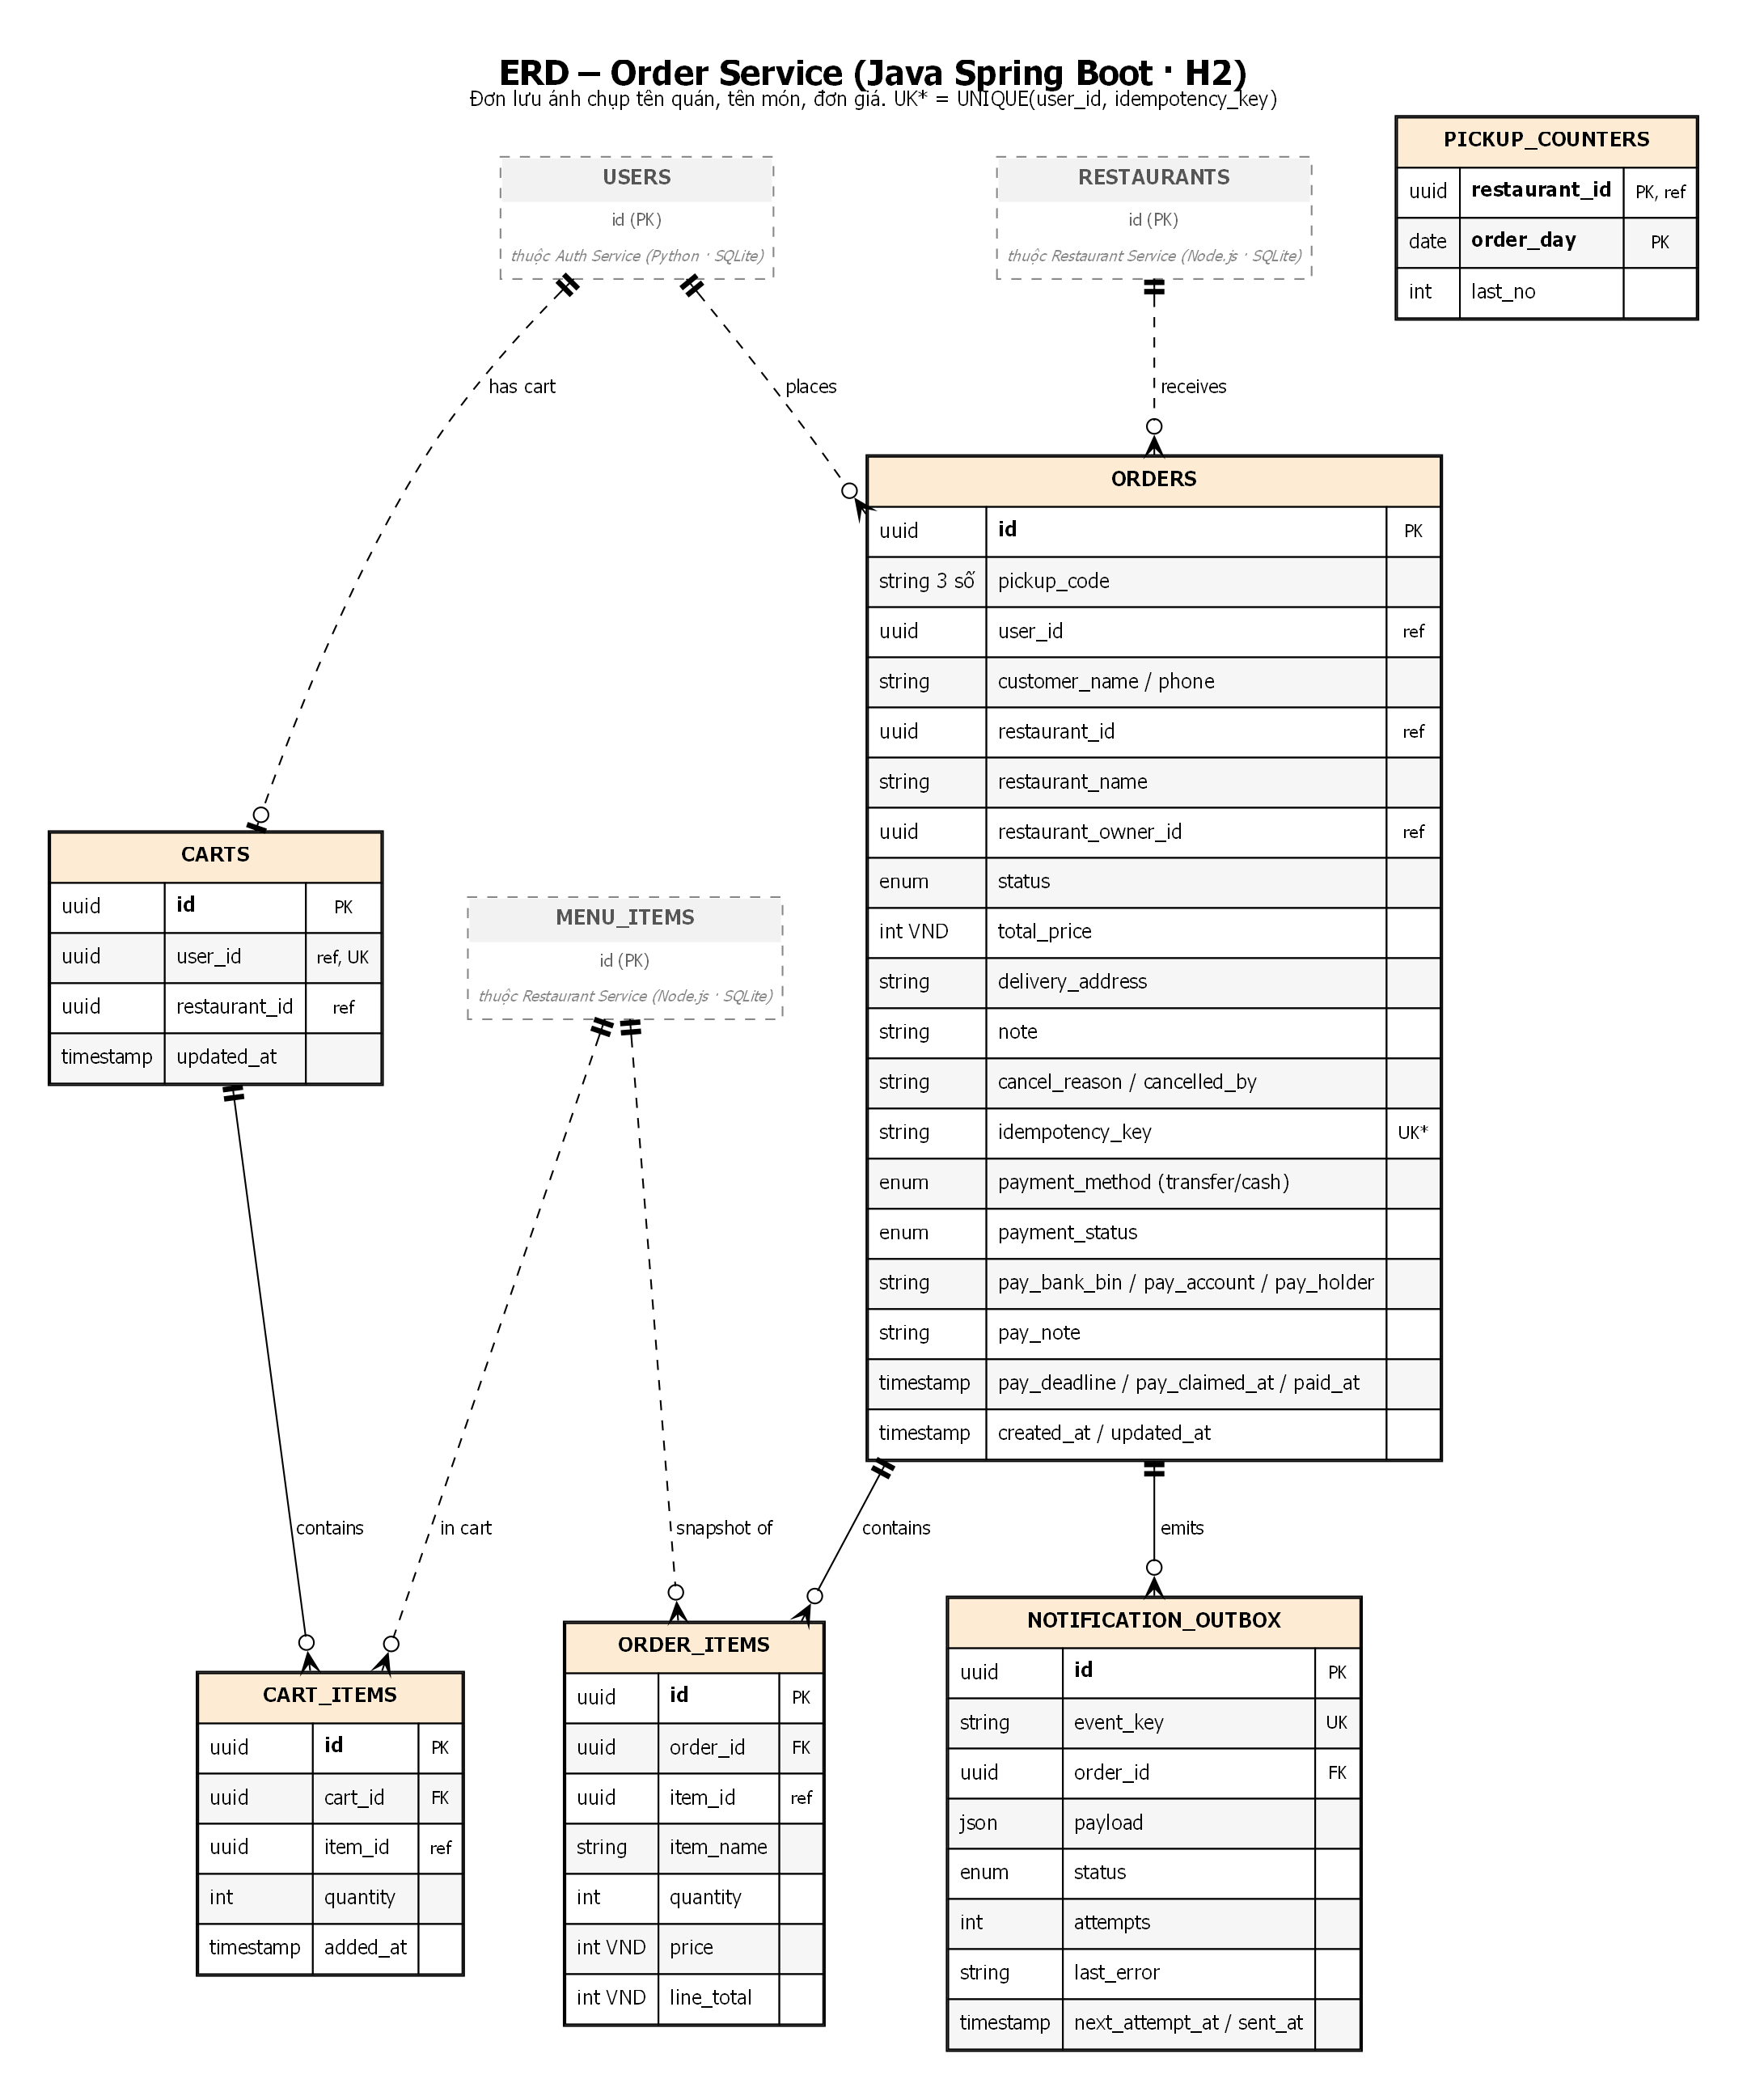 ERD – Order Service (Java Spring Boot · H2)
Đơn lưu ảnh chụp tên quán, tên món, đơn giá. UK* = UNIQUE(user_id, idempotency_key)
PICKUP_COUNTERS
uuid restaurant_id PK, ref
date order_day PK
int last_no
USERS
id (PK)
thuộc Auth Service (Python · SQLite)
RESTAURANTS
id (PK)
thuộc Restaurant Service (Node.js · SQLite)
has cart
places
receives
ORDERS
uuid id PK
string 3 số pickup_code
uuid user_id ref
string customer_name / phone
uuid restaurant_id ref
string restaurant_name
uuid restaurant_owner_id ref
enum status
int VND total_price
string delivery_address
string note
string cancel_reason / cancelled_by
string idempotency_key UK*
enum payment_method (transfer/cash)
enum payment_status
string pay_bank_bin / pay_account / pay_holder
string pay_note
timestamp pay_deadline / pay_claimed_at / paid_at
timestamp created_at / updated_at
CARTS
uuid id PK
uuid user_id ref, UK
uuid restaurant_id ref
timestamp updated_at
MENU_ITEMS
id (PK)
thuộc Restaurant Service (Node.js · SQLite)
contains
in cart
snapshot of
contains
emits
CART_ITEMS
uuid id PK
uuid cart_id FK
uuid item_id ref
int quantity
timestamp added_at
ORDER_ITEMS
uuid id PK
uuid order_id FK
uuid item_id ref
string item_name
int quantity
int VND price
int VND line_total
NOTIFICATION_OUTBOX
uuid id PK
string event_key UK
uuid order_id FK
json payload
enum status
int attempts
string last_error
timestamp next_attempt_at / sent_at